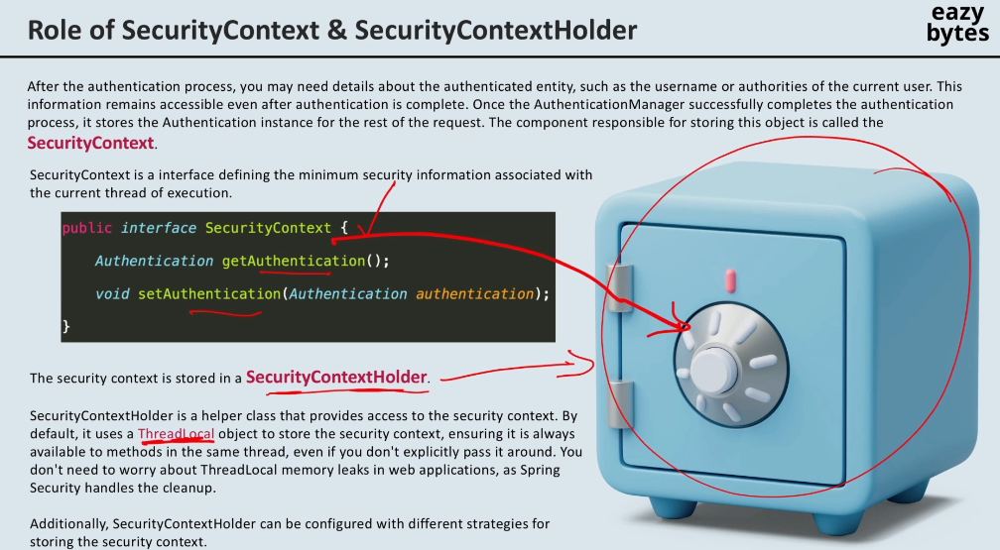 Role of SecurityContext & SecurityContextHolder
eazy
bytes
After the authentication process, you may need details about the authenticated entity, such as the username or authorities of the current user. This
information remains accessible even after authentication is complete. Once the AuthenticationManager successfully completes the authentication
process, it stores the Authentication instance for the rest of the request. The component responsible for storing this object is called the
SecurityContext.
SecurityContext is a interface defining the minimum security information associated with
the current thread of execution.
public interface SecurityContext {
Authentication getAuthentication();
void setAuthentication(Authentication authentication);
}
The security context is stored in a SecurityContextHolder.
SecurityContextHolder is a helper class that provides access to the security context. By
default, it uses a ThreadLocal object to store the security context, ensuring it is always
available to methods in the same thread, even if you don't explicitly pass it around. You
don't need to worry about ThreadLocal memory leaks in web applications, as Spring
Security handles the cleanup.
Additionally, SecurityContextHolder can be configured with different strategies for
storing the security context.